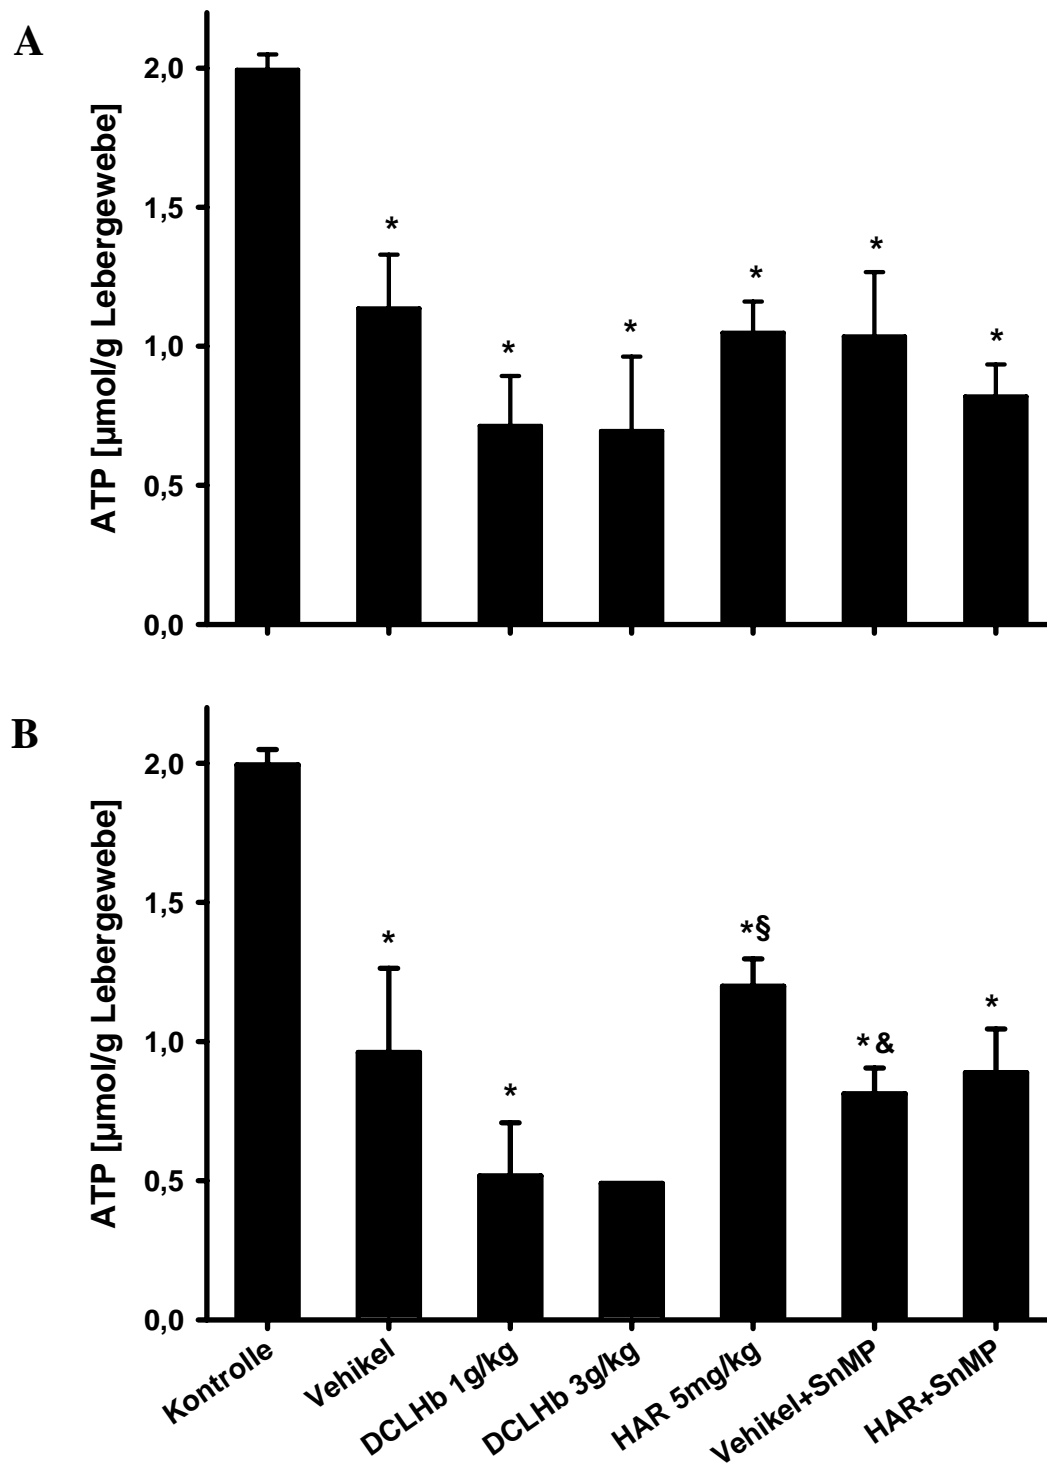 A
ATP [µmol/g Lebergewebe]
2,0
1,5
1,0
0,5
0,0
*
*
*
*
*
*
B
ATP [µmol/g Lebergewebe]
2,0
1,5
1,0
0,5
0,0
*
*
*§
*&
*
Kontrolle
Vehikel
DCLHb 1g/kg
DCLHb 3g/kg
HAR 5mg/kg
Vehikel+SnMP
HAR+SnMP